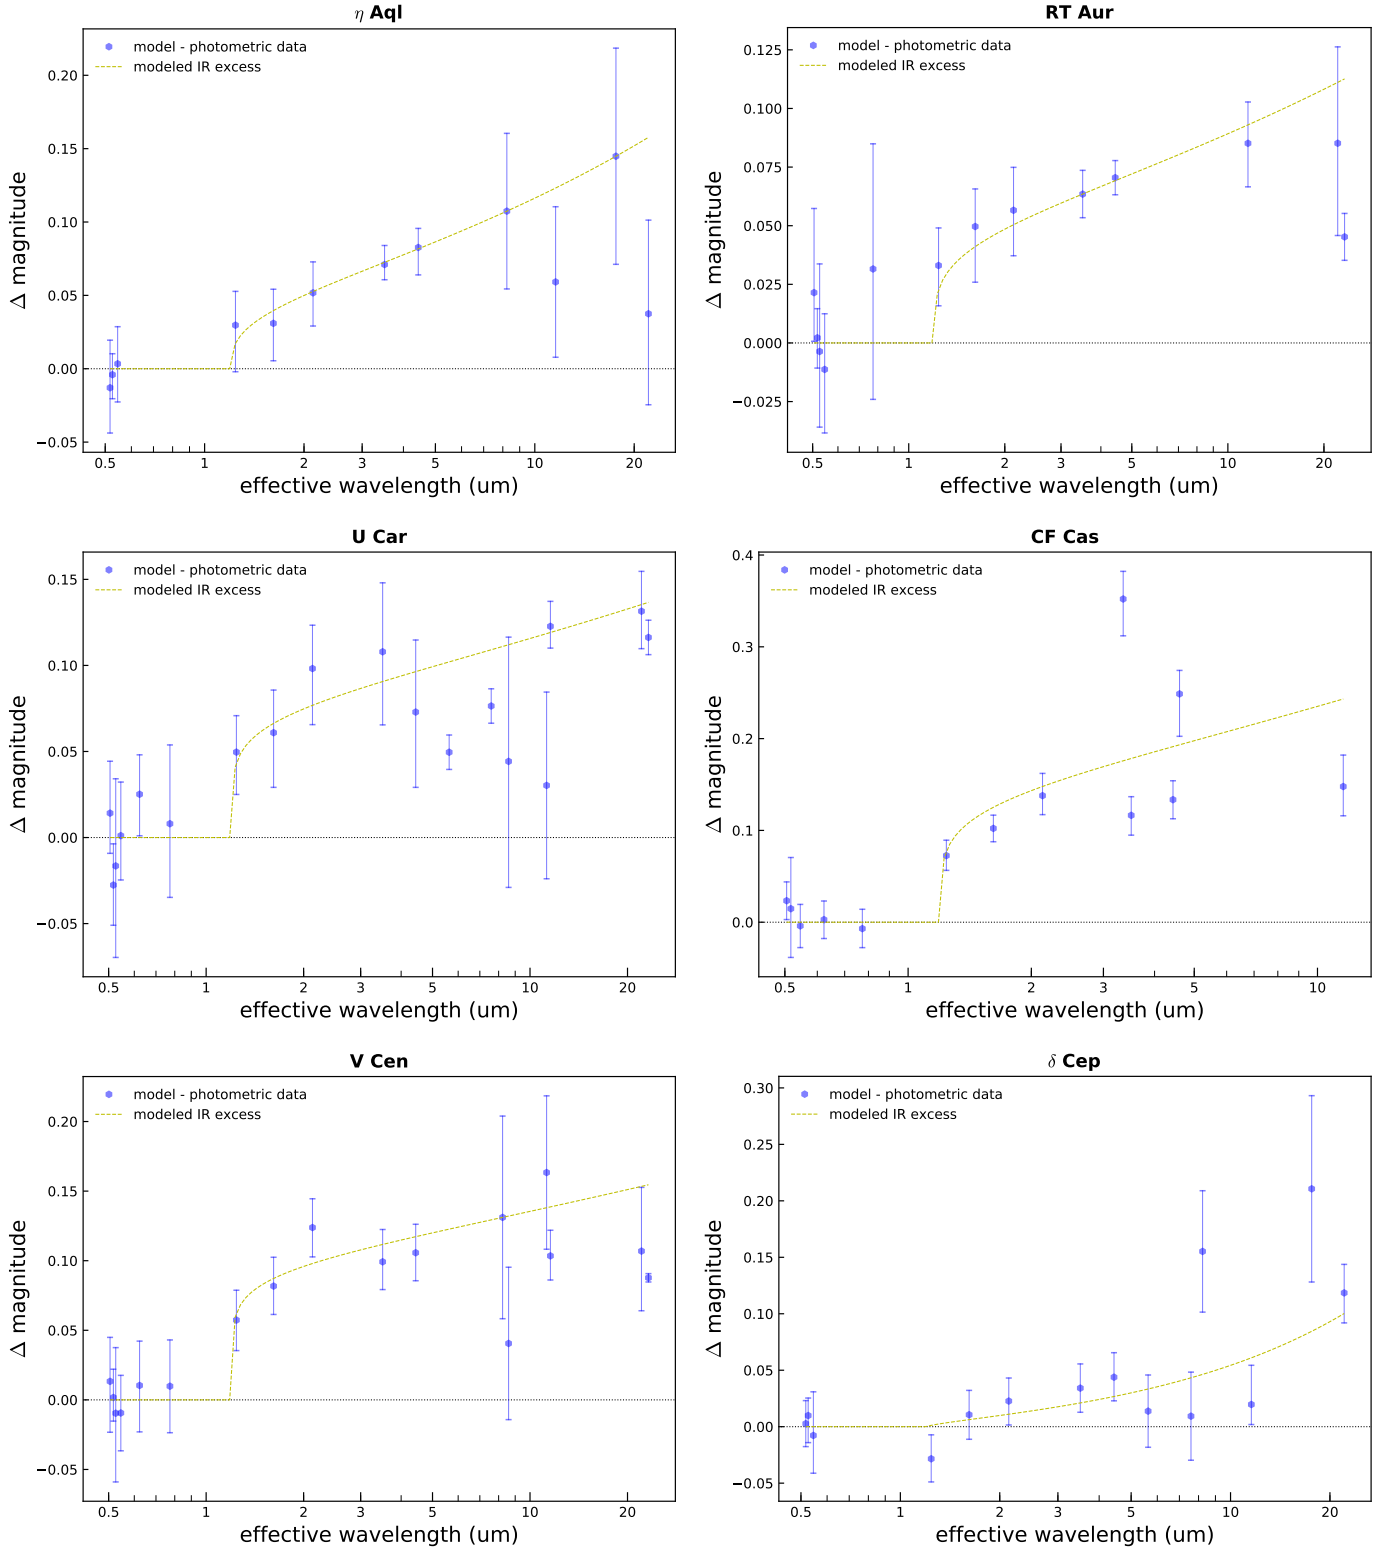 η Aql
model - photometric data
modeled IR excess
Δ magnitude
0.20
0.15
0.10
0.05
0.00
−0.05
0.5 1 2 3 5 10 20
effective wavelength (um)
RT Aur
model - photometric data
modeled IR excess
Δ magnitude
0.125
0.100
0.075
0.050
0.025
0.000
−0.025
0.5 1 2 3 5 10 20
effective wavelength (um)
U Car
model - photometric data
modeled IR excess
Δ magnitude
0.15
0.10
0.05
0.00
−0.05
0.5 1 2 3 5 10 20
effective wavelength (um)
CF Cas
model - photometric data
modeled IR excess
Δ magnitude
0.4
0.3
0.2
0.1
0.0
0.5 1 2 3 5 10
effective wavelength (um)
V Cen
model - photometric data
modeled IR excess
Δ magnitude
0.20
0.15
0.10
0.05
0.00
−0.05
0.5 1 2 3 5 10 20
effective wavelength (um)
δ Cep
model - photometric data
modeled IR excess
Δ magnitude
0.30
0.25
0.20
0.15
0.10
0.05
0.00
−0.05
0.5 1 2 3 5 10 20
effective wavelength (um)